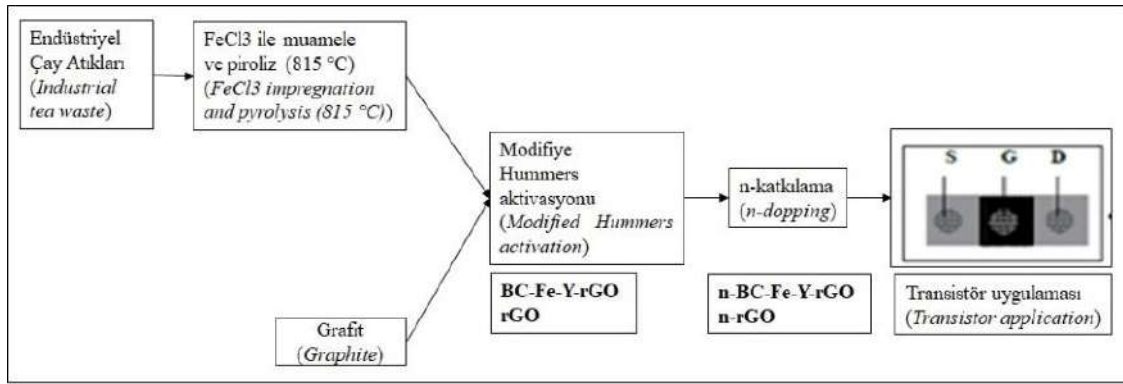 Endüstriyel
Çay Atıkları
(Industrial
tea waste)
FeCl3 ile muamele
ve piroliz (815 °C)
(FeCl3 impregnation
and pyrolysis (815 °C))
Modifiye
Hummers
aktivasyonu
(Modified Hummers
activation)
n-katkılama
(n-dopping)
S G D
BC-Fe-Y-rGO
rGO
n-BC-Fe-Y-rGO
n-rGO
Transistör uygulaması
(Transistor application)
Grafit
(Graphite)